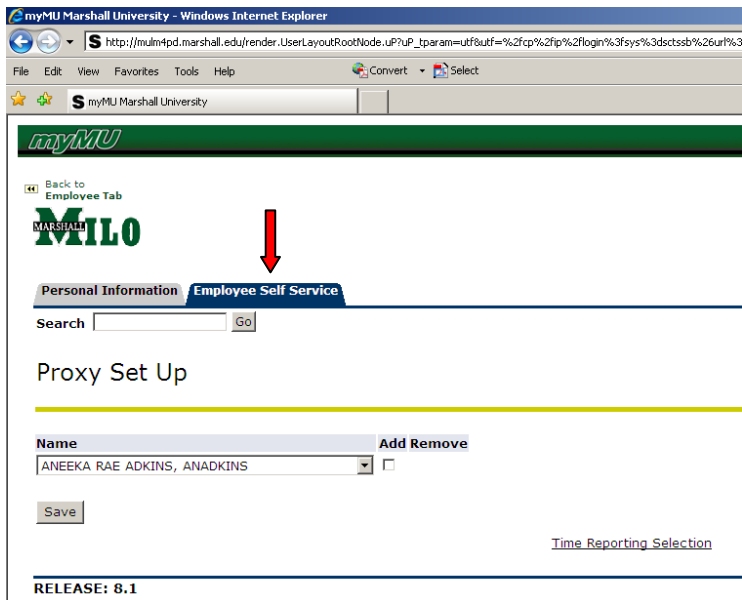 myMU Marshall University - Windows Internet Explorer
S http://mulm4pd.marshall.edu/render.UserLayoutRootNode.uP?uP_tparam=utf&utf=%2fcp%2fip%2flogin%3fsys%3dsctssb%26url%3
File Edit View Favorites Tools Help Convert Select
S myMU Marshall University
myMU
Back to
Employee Tab
MARSHALL
MILO
Personal Information Employee Self Service
Search Go
Proxy Set Up
Name Add Remove
ANEEKA RAE ADKINS, ANADKINS
Save
Time Reporting Selection
RELEASE: 8.1